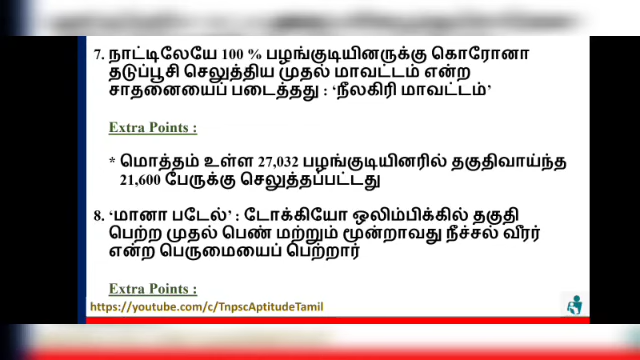 7. நாட்டிலேயே 100 % பழங்குடியினருக்கு கொரோனா
தடுப்பூசி செலுத்திய முதல் மாவட்டம் என்ற
சாதனையைப் படைத்தது : ‘நீலகிரி மாவட்டம்’
Extra Points :
* மொத்தம் உள்ள 27,032 பழங்குடியினரில் தகுதிவாய்ந்த
21,600 பேருக்கு செலுத்தப்பட்டது
8. ‘மானா படேல்’ : டோக்கியோ ஒலிம்பிக்கில் தகுதி
பெற்ற முதல் பெண் மற்றும் மூன்றாவது நீச்சல் வீரர்
என்ற பெருமையைப் பெற்றார்
Extra Points :
https://youtube.com/c/TnpscAptitudeTamil